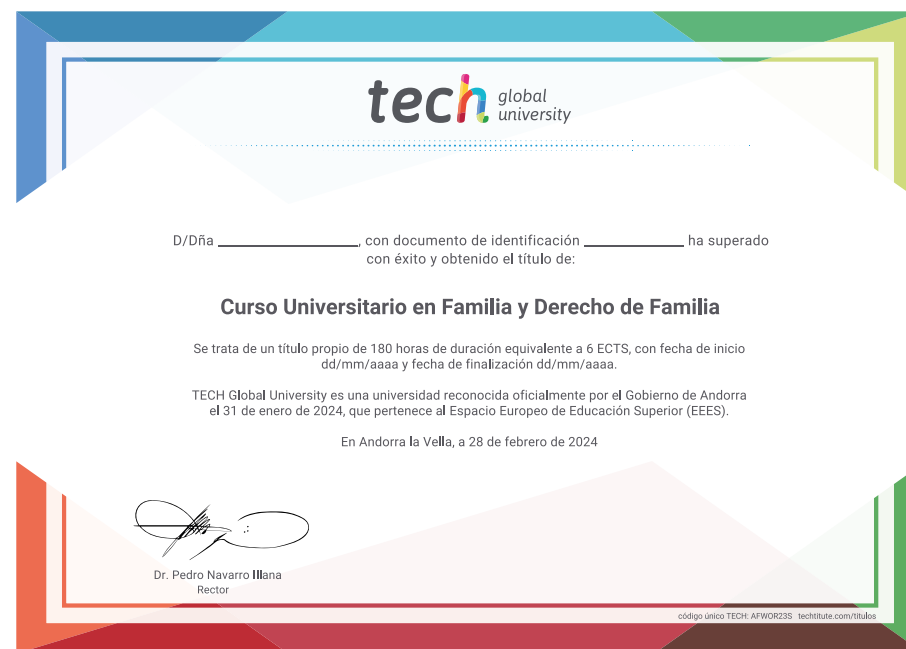 tech global
university
D/Dña ____________________, con documento de identificación ______________ ha superado
con éxito y obtenido el título de:
Curso Universitario en Familia y Derecho de Familia
Se trata de un título propio de 180 horas de duración equivalente a 6 ECTS, con fecha de inicio
dd/mm/aaaa y fecha de finalización dd/mm/aaaa.
TECH Global University es una universidad reconocida oficialmente por el Gobierno de Andorra
el 31 de enero de 2024, que pertenece al Espacio Europeo de Educación Superior (EEES).
En Andorra la Vella, a 28 de febrero de 2024
Dr. Pedro Navarro Illana
Rector
código único TECH: AFWOR23S techtitute.com/titulos